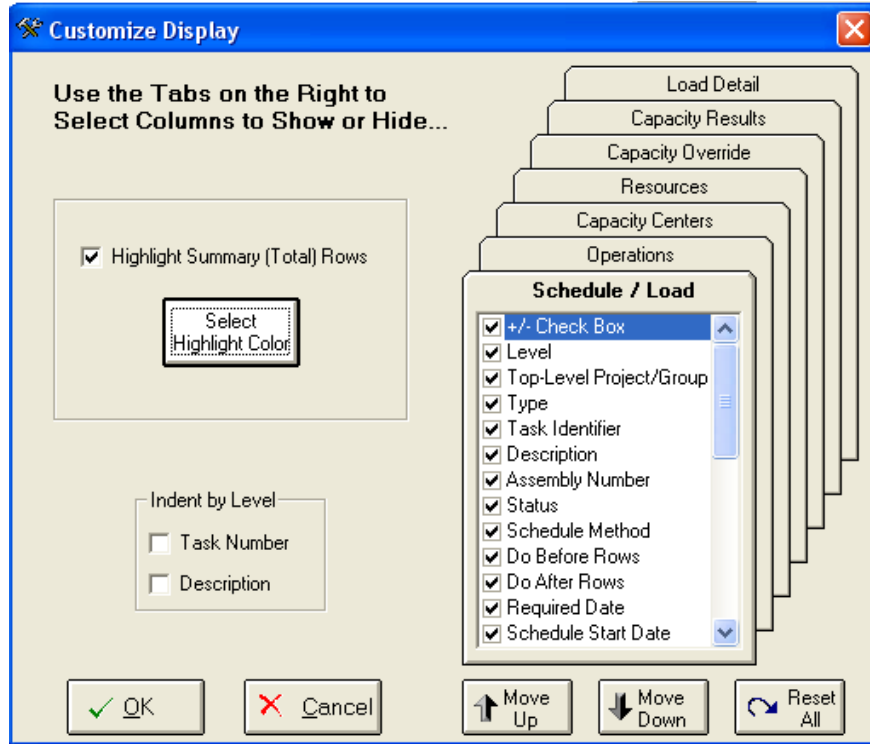 Customize Display
Use the Tabs on the Right to
Select Columns to Show or Hide...
Highlight Summary (Total) Rows
Select
Highlight Color
Indent by Level
Task Number
Description
Load Detail
Capacity Results
Capacity Override
Resources
Capacity Centers
Operations
Schedule / Load
+/- Check Box
Level
Top-Level Project/Group
Type
Task Identifier
Description
Assembly Number
Status
Schedule Method
Do Before Rows
Do After Rows
Required Date
Schedule Start Date
OK
Cancel
Move
Up
Move
Down
Reset
All